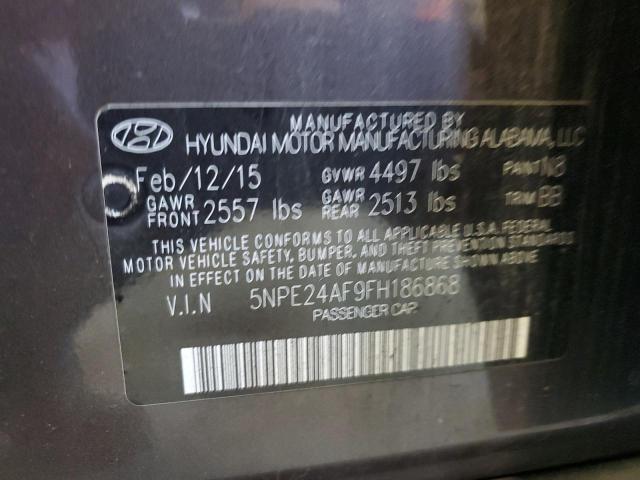 MANUFACTURED BY
HYUNDAI MOTOR MANUFACTURING ALABAMA, LLC
Feb/12/15 GVWR 4497 lbs PAINT N8
GAWR FRONT 2557 lbs GAWR REAR 2513 lbs TRIM BB
THIS VEHICLE CONFORMS TO ALL APPLICABLE U.S.A. FEDERAL
MOTOR VEHICLE SAFETY, BUMPER, AND THEFT PREVENTION STANDARDS
IN EFFECT ON THE DATE OF MANUFACTURE SHOWN ABOVE.
V.I.N 5NPE24AF9FH186868
PASSENGER CAR